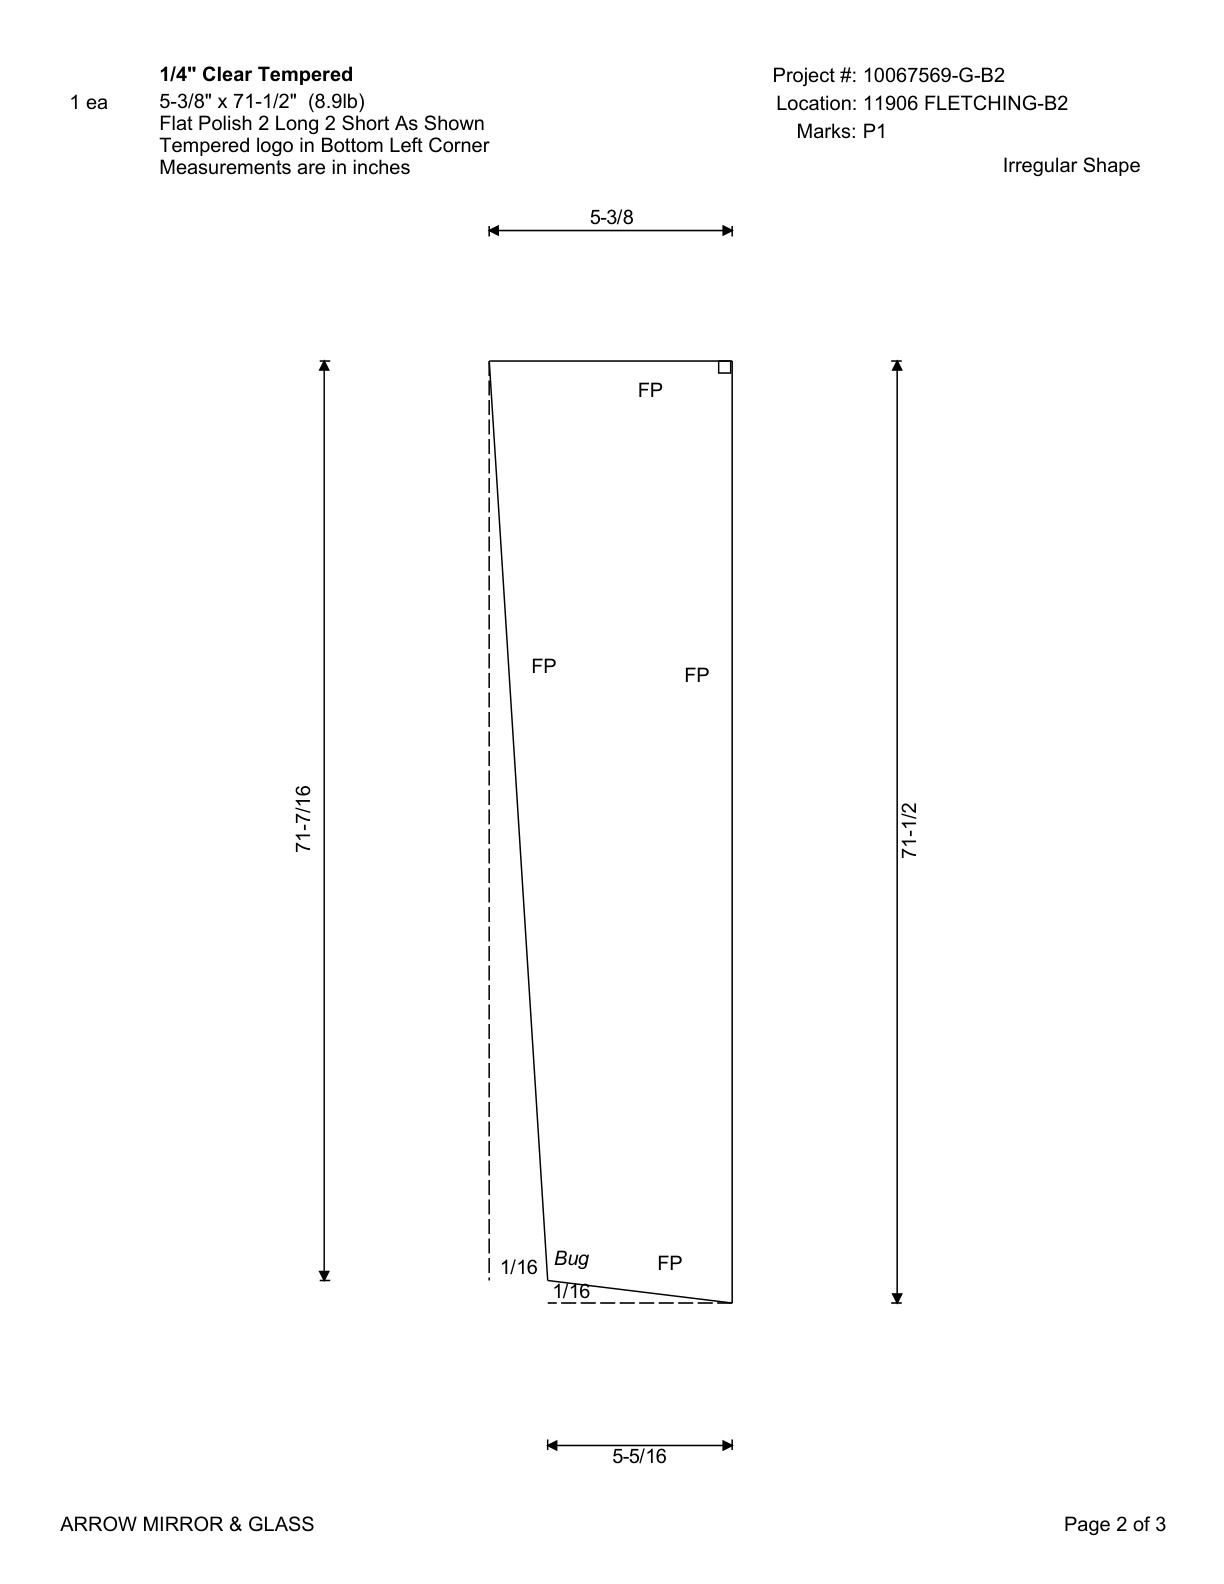 1/4" Clear Tempered
1 ea
5-3/8" x 71-1/2"  (8.9lb)
Flat Polish 2 Long 2 Short As Shown
Tempered logo in Bottom Left Corner
Measurements are in inches
Project #: 10067569-G-B2
Location: 11906 FLETCHING-B2
Marks: P1
Irregular Shape
5-3/8
FP
FP
FP
71-7/16
71-1/2
1/16
Bug
FP
1/16
5-5/16
ARROW MIRROR & GLASS
Page 2 of 3